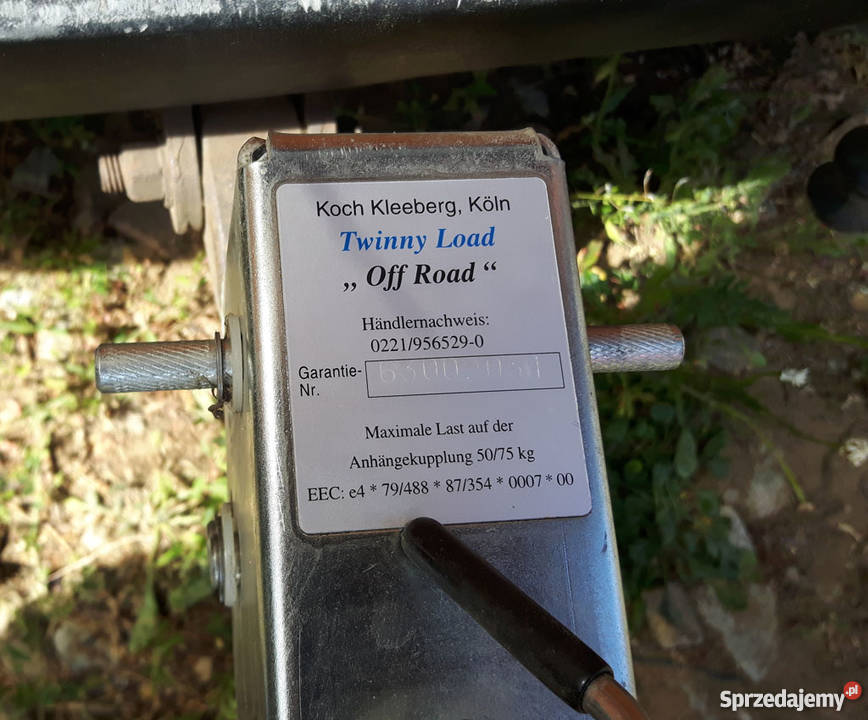 Koch Kleeberg, Köln
Twinny Load
„ Off Road “
Händlernachweis:
0221/956529-0
Garantie-
Nr.
Maximale Last auf der
Anhängekupplung 50/75 kg
EEC: e4 * 79/488 * 87/354 * 0007 * 00
Sprzedajemy.pl